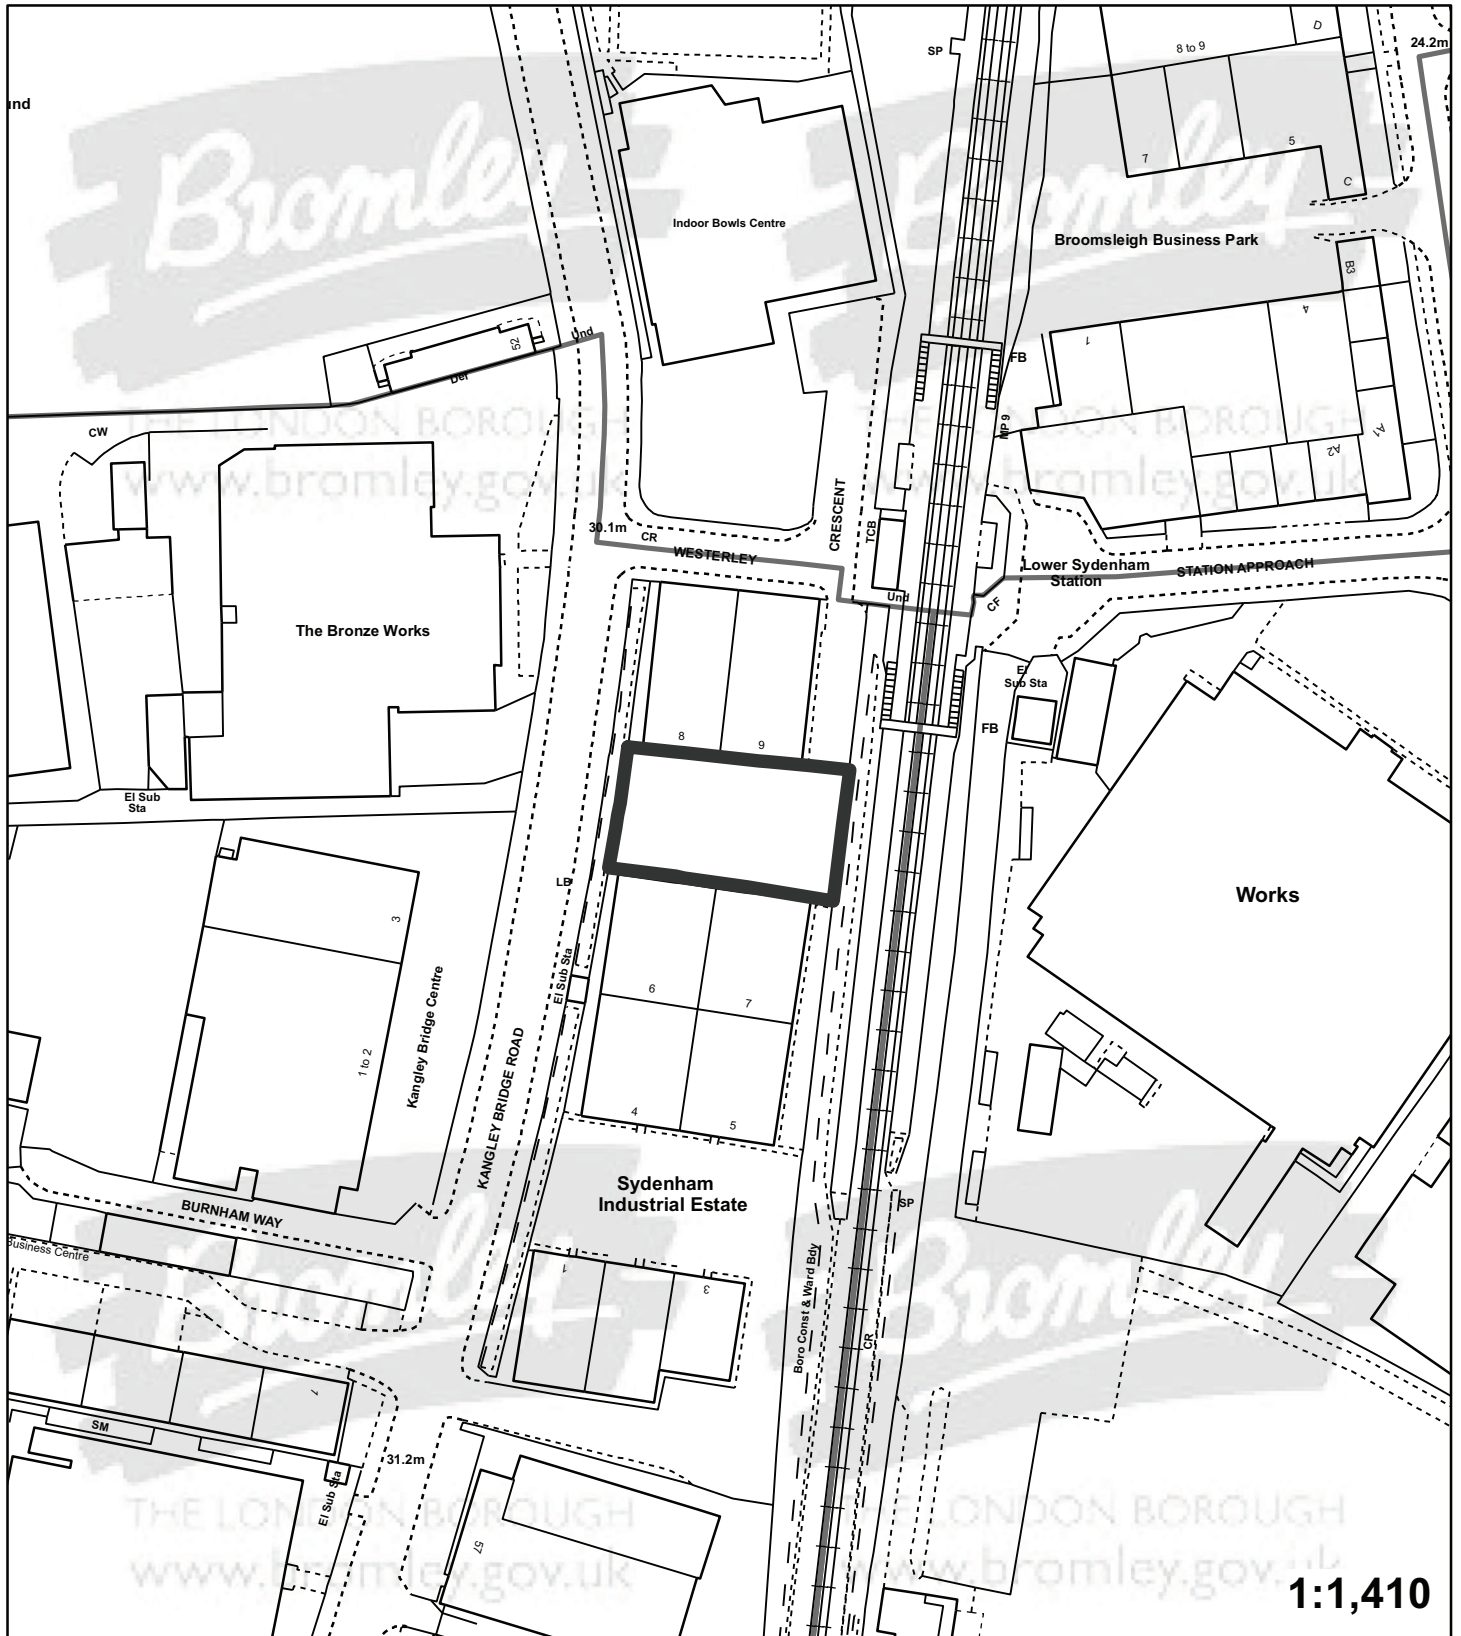 SP
8 to 9
D
24.2m
und
Bromley
Bromley
7
5
C
Indoor Bowls Centre
Broomsleigh Business Park
B3
4
1
52
Und
Def
FB
MP 9
THE LONDON BOROUGH
www.bromley.gov.uk
THE LONDON BOROUGH
www.bromley.gov.uk
CW
A1
A2
CRESCENT
TCB
30.1m
CR
WESTERLEY
Lower Sydenham
Station
STATION APPROACH
Und
CF
The Bronze Works
El
Sub Sta
FB
8
9
El Sub
Sta
LB
Works
3
El Sub Sta
6
7
Kangley Bridge Centre
1 to 2
KANGLEY BRIDGE ROAD
4
5
Sydenham
Industrial Estate
SP
BURNHAM WAY
Business Centre
1
3
Boro Const & Ward Bdy
CR
Bromley
Bromley
1
SM
31.2m
El Sub Sta
57
THE LONDON BOROUGH
www.bromley.gov.uk
THE LONDON BOROUGH
www.bromley.gov.uk
1:1,410